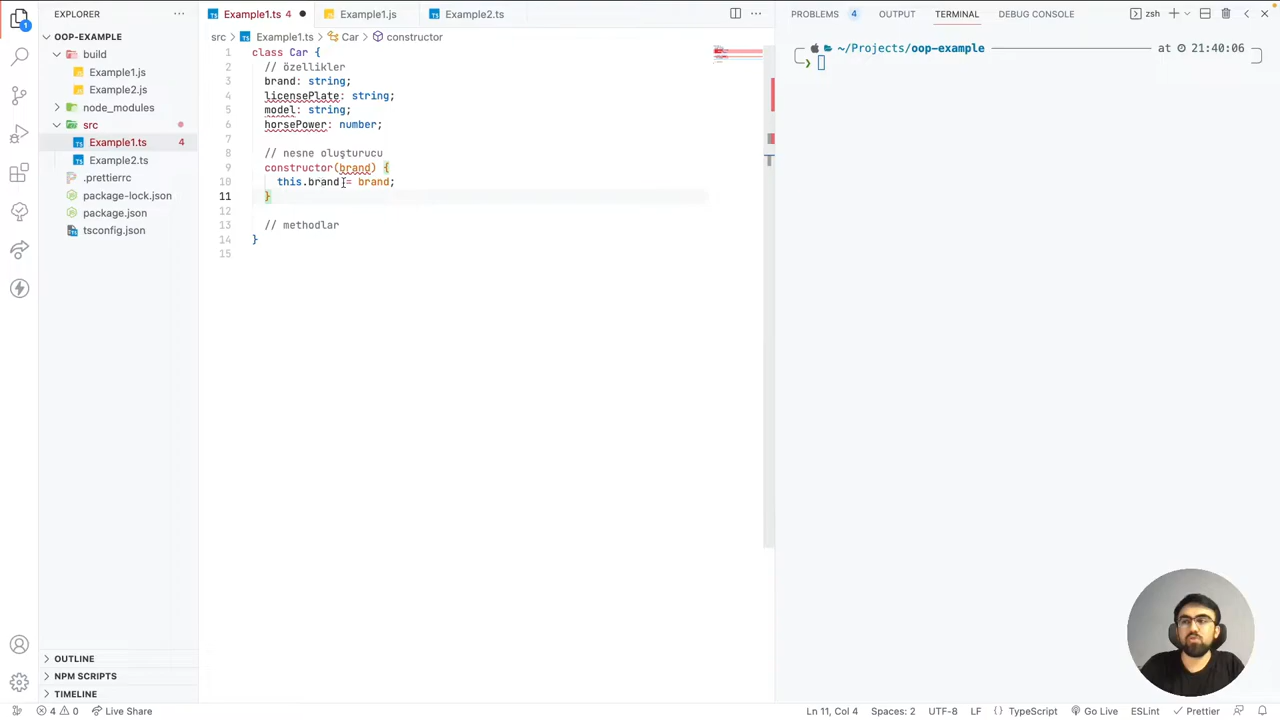 EXPLORER
OOP-EXAMPLE
build
Example1.js
Example2.js
node_modules
src
Example1.ts 4
Example2.ts
.prettierrc
package-lock.json
package.json
tsconfig.json
OUTLINE
NPM SCRIPTS
TIMELINE
1
Example1.ts 4
Example1.js
Example2.ts
src > Example1.ts > Car > constructor
1 class Car {
2 // özellikler
3 brand: string;
4 licensePlate: string;
5 model: string;
6 horsePower: number;
7
8 // nesne oluşturucu
9 constructor(brand) {
10 this.brand = brand;
11 }
12
13 // methodlar
14 }
15
PROBLEMS 4 OUTPUT TERMINAL DEBUG CONSOLE zsh
~/Projects/oop-example at 21:40:06
4 0 Live Share Ln 11, Col 4 Spaces: 2 UTF-8 LF {} TypeScript Go Live ESLint Prettier